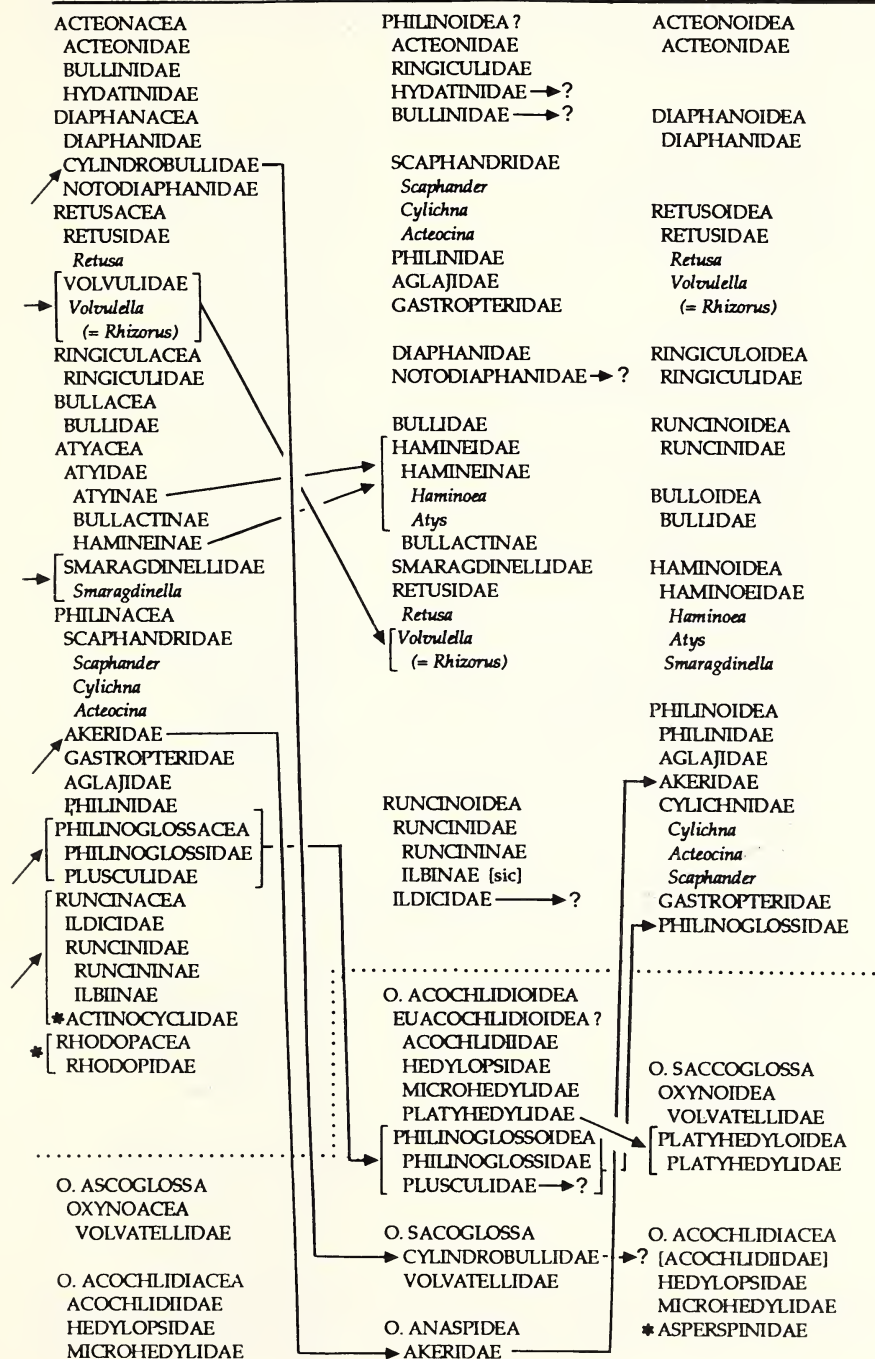 ACTEONACEA
ACTEONIDAE
BULLINIDAE
HYDATINIDAE
DIAPHANACEA
DIAPHANIDAE
CYLINDROBULLIDAE
NOTODIAPHANIDAE
RETUSACEA
RETUSIDAE
Retusa
VOLVULIDAE
Volvulella
(= Rhizorus)
RINGICULACEA
RINGICULIDAE
BULLACEA
BULLIDAE
ATYACEA
ATYIDAE
ATYINAE
BULLACTINAE
HAMINEINAE
SMARAGDINELLIDAE
Smaragdinella
PHILINACEA
SCAPHANDRIDAE
Scaphander
Cylichna
Acteocina
AKERIDAE
GASTROPTERIDAE
AGLAJIDAE
PHILINIDAE
PHILINOGLOSSACEA
PHILINOGLOSSIDAE
PLUSCULIDAE
RUNCINACEA
ILDICIDAE
RUNCINIDAE
RUNCININAE
ILBIINAE
*ACTINOCYCLIDAE
* RHODOPACEA
RHODOPIDAE
O. ASCOGLOSSA
OXYNOACEA
VOLVATELLIDAE
O. ACOCHLIDIACEA
ACOCHLIDIIDAE
HEDYLOPSIDAE
MICROHEDYLIDAE
PHILINOIDEA ?
ACTEONIDAE
RINGICULIDAE
HYDATINIDAE → ?
BULLINIDAE → ?
SCAPHANDRIDAE
Scaphander
Cylichna
Acteocina
PHILINIDAE
AGLAJIDAE
GASTROPTERIDAE
DIAPHANIDAE
NOTODIAPHANIDAE → ?
BULLIDAE
HAMINEIDAE
HAMINEINAE
Haminoea
Atys
BULLACTINAE
SMARAGDINELLIDAE
RETUSIDAE
Retusa
Volvulella
(= Rhizorus)
RUNCINOIDEA
RUNCINIDAE
RUNCININAE
ILBINAE [sic]
ILDICIDAE → ?
O. ACOCHLIDIOIDEA
EUACOCHLIDIOIDEA ?
ACOCHLIDIIDAE
HEDYLOPSIDAE
MICROHEDYLIDAE
PLATYHEDYLIDAE
PHILINOGLOSSOIDEA
PHILINOGLOSSIDAE
PLUSCULIDAE → ?
O. SACOGLOSSA
CYLINDROBULLIDAE → ?
VOLVATELLIDAE
O. ANASPIDEA
AKERIDAE
ACTEONOIDEA
ACTEONIDAE
DIAPHANOIDEA
DIAPHANIDAE
RETUSOIDEA
RETUSIDAE
Retusa
Volvulella
(= Rhizorus)
RINGICULOIDEA
RINGICULIDAE
RUNCINOIDEA
RUNCINIDAE
BULLOIDEA
BULLIDAE
HAMINOIDEA
HAMINOEIDAE
Haminoea
Atys
Smaragdinella
PHILINOIDEA
PHILINIDAE
AGLAJIDAE
AKERIDAE
CYLICHNIDAE
Cylichna
Acteocina
Scaphander
GASTROPTERIDAE
PHILINOGLOSSIDAE
O. SACCOGLOSSA
OXYNOIDEA
VOLVATELLIDAE
PLATYHEDYLOIDEA
PLATYHEDYLIDAE
O. ACOCHLIDIACEA
[ACOCHLIDIIDAE]
HEDYLOPSIDAE
MICROHEDYLIDAE
* ASPERSPINIDAE